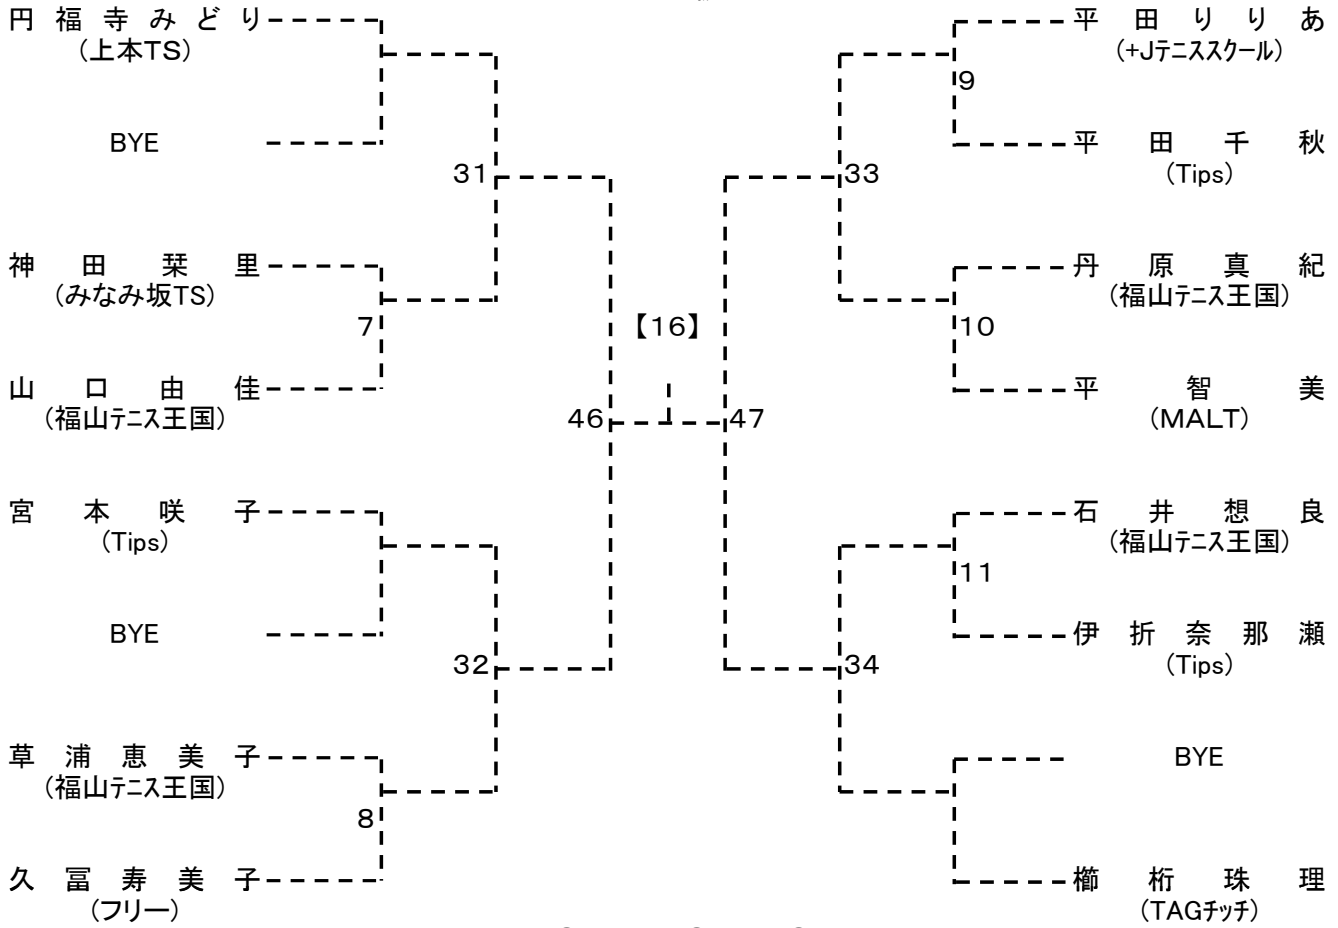 円福寺みどり
(上本TS)
BYE
神田栞里
(みなみ坂TS)
山口由佳
(福山テニス王国)
宮本咲子
(Tips)
BYE
草浦恵美子
(福山テニス王国)
久冨寿美子
(フリー)
31
7
32
8
46
【16】
47
33
34
9
10
11
平田りりあ
(+Jテニススクール)
平田千秋
(Tips)
丹原真紀
(福山テニス王国)
平智美
(MALT)
石井想良
(福山テニス王国)
伊折奈那瀬
(Tips)
BYE
櫛桁珠理
(TAGチッチ)